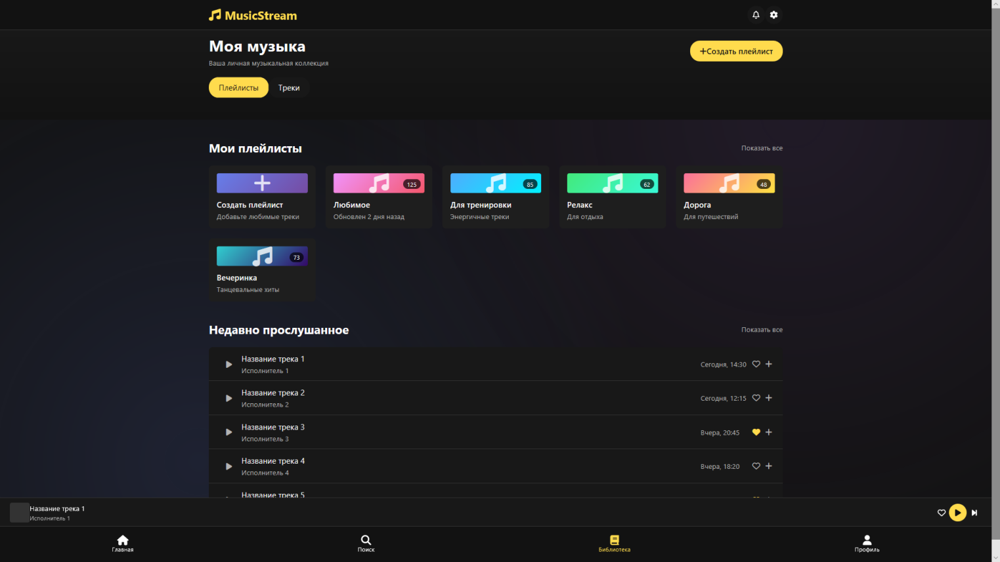 MusicStream
Моя музыка
Ваша личная музыкальная коллекция
+Создать плейлист
Плейлисты
Треки
Мои плейлисты
Показать все
Создать плейлист
Добавьте любимые треки
125
Любимое
Обновлен 2 дня назад
85
Для тренировки
Энергичные треки
62
Релакс
Для отдыха
48
Дорога
Для путешествий
73
Вечеринка
Танцевальные хиты
Недавно прослушанное
Показать все
Название трека 1
Исполнитель 1
Сегодня, 14:30
Название трека 2
Исполнитель 2
Сегодня, 12:15
Название трека 3
Исполнитель 3
Вчера, 20:45
Название трека 4
Исполнитель 4
Вчера, 18:20
Название трека 5
Название трека 1
Исполнитель 1
Главная
Поиск
Библиотека
Профиль